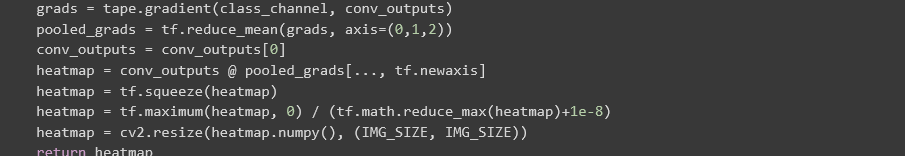 grads = tape.gradient(class_channel, conv_outputs)
pooled_grads = tf.reduce_mean(grads, axis=(0,1,2))
conv_outputs = conv_outputs[0]
heatmap = conv_outputs @ pooled_grads[..., tf.newaxis]
heatmap = tf.squeeze(heatmap)
heatmap = tf.maximum(heatmap, 0) / (tf.math.reduce_max(heatmap)+1e-8)
heatmap = cv2.resize(heatmap.numpy(), (IMG_SIZE, IMG_SIZE))
return heatmap